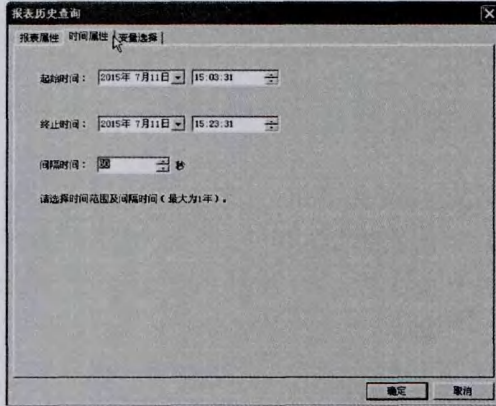 报表历史查询
报表属性 时间属性 变量选择
起始时间: 2015年 7月11日 15:03:31
终止时间: 2015年 7月11日 15:23:31
间隔时间: 秒
请选择时间范围及间隔时间(最大为1年)。
确定 取消